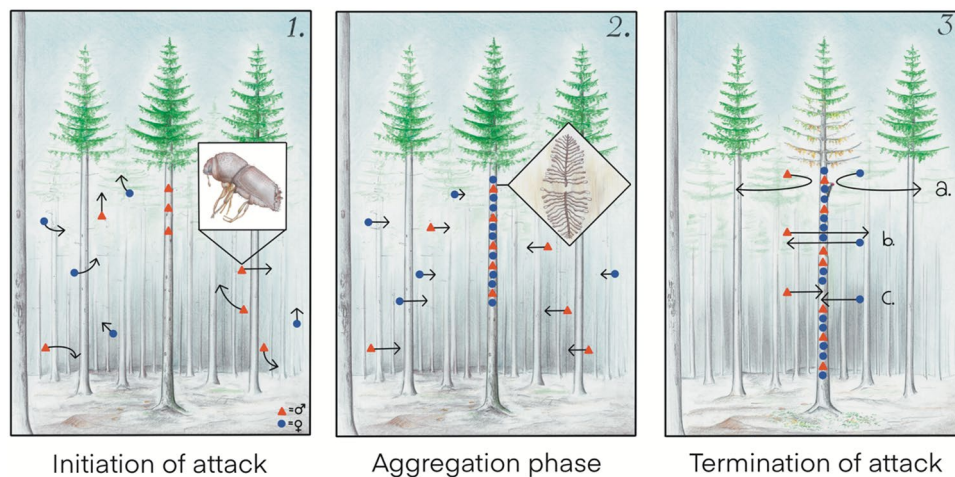 1.
▲=♂
●=♀
2.
3
a.
b.
c.
Initiation of attack
Aggregation phase
Termination of attack